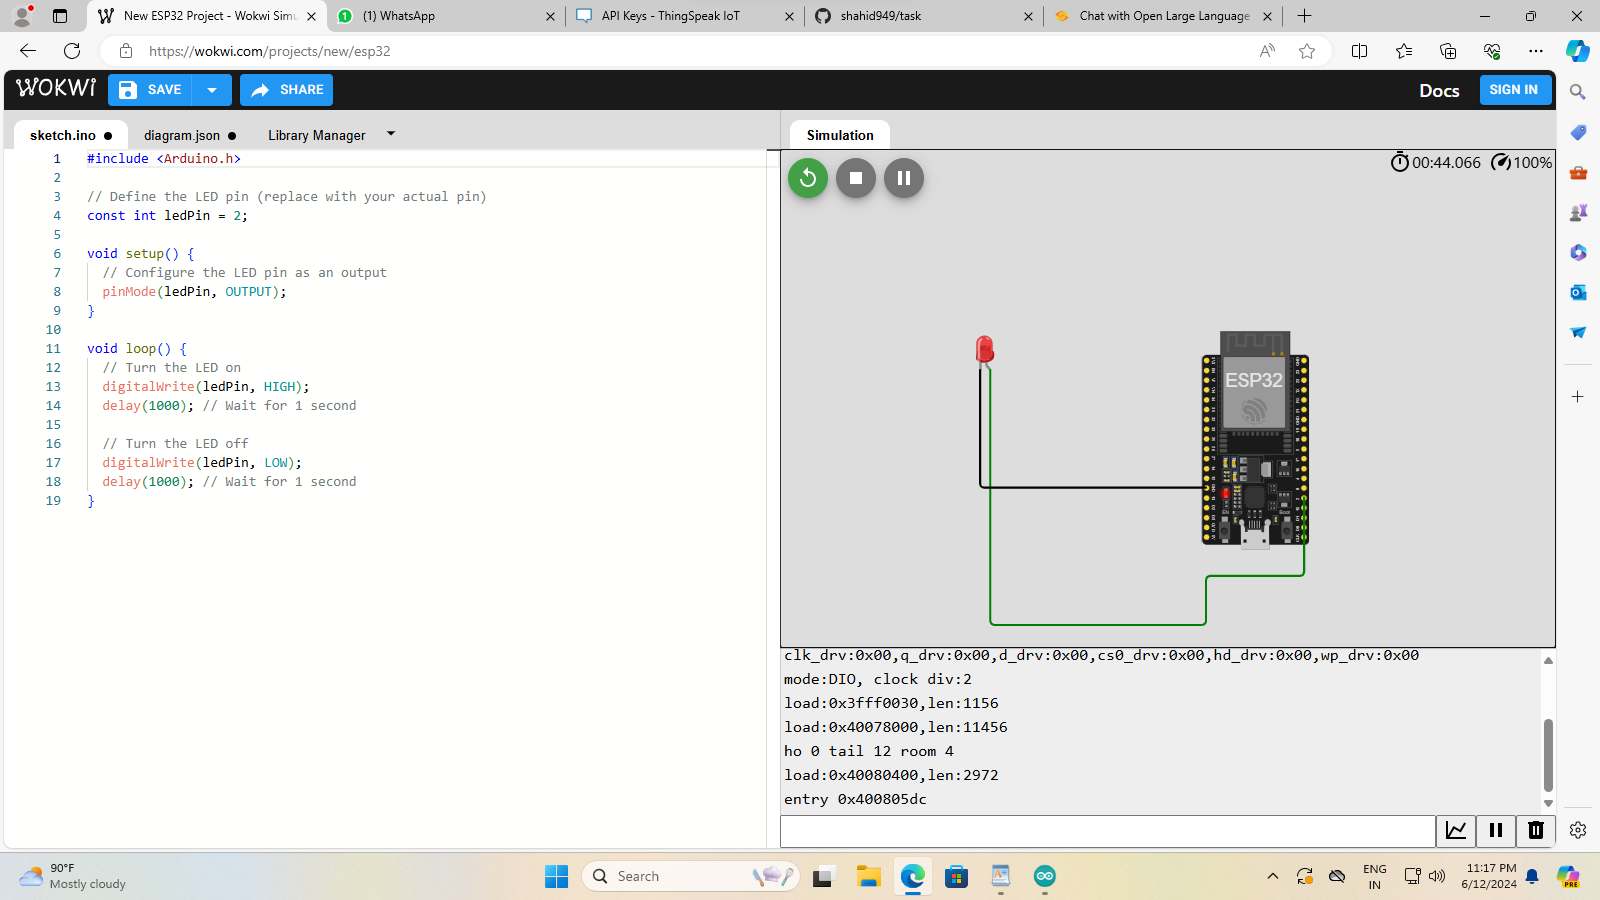 New ESP32 Project - Wokwi Simu
(1) WhatsApp
API Keys - ThingSpeak IoT
shahid949/task
Chat with Open Large Language
https://wokwi.com/projects/new/esp32
WOKWI
SAVE
SHARE
Docs
SIGN IN
sketch.ino
diagram.json
Library Manager
Simulation
1 #include <Arduino.h>
2
3 // Define the LED pin (replace with your actual pin)
4 const int ledPin = 2;
5
6 void setup() {
7 // Configure the LED pin as an output
8 pinMode(ledPin, OUTPUT);
9 }
10
11 void loop() {
12 // Turn the LED on
13 digitalWrite(ledPin, HIGH);
14 delay(1000); // Wait for 1 second
15
16 // Turn the LED off
17 digitalWrite(ledPin, LOW);
18 delay(1000); // Wait for 1 second
19 }
00:44.066
100%
ESP32
clk_drv:0x00,q_drv:0x00,d_drv:0x00,cs0_drv:0x00,hd_drv:0x00,wp_drv:0x00
mode:DIO, clock div:2
load:0x3fff0030,len:1156
load:0x40078000,len:11456
ho 0 tail 12 room 4
load:0x40080400,len:2972
entry 0x400805dc
90°F
Mostly cloudy
Search
ENG
IN
11:17 PM
6/12/2024
PRE